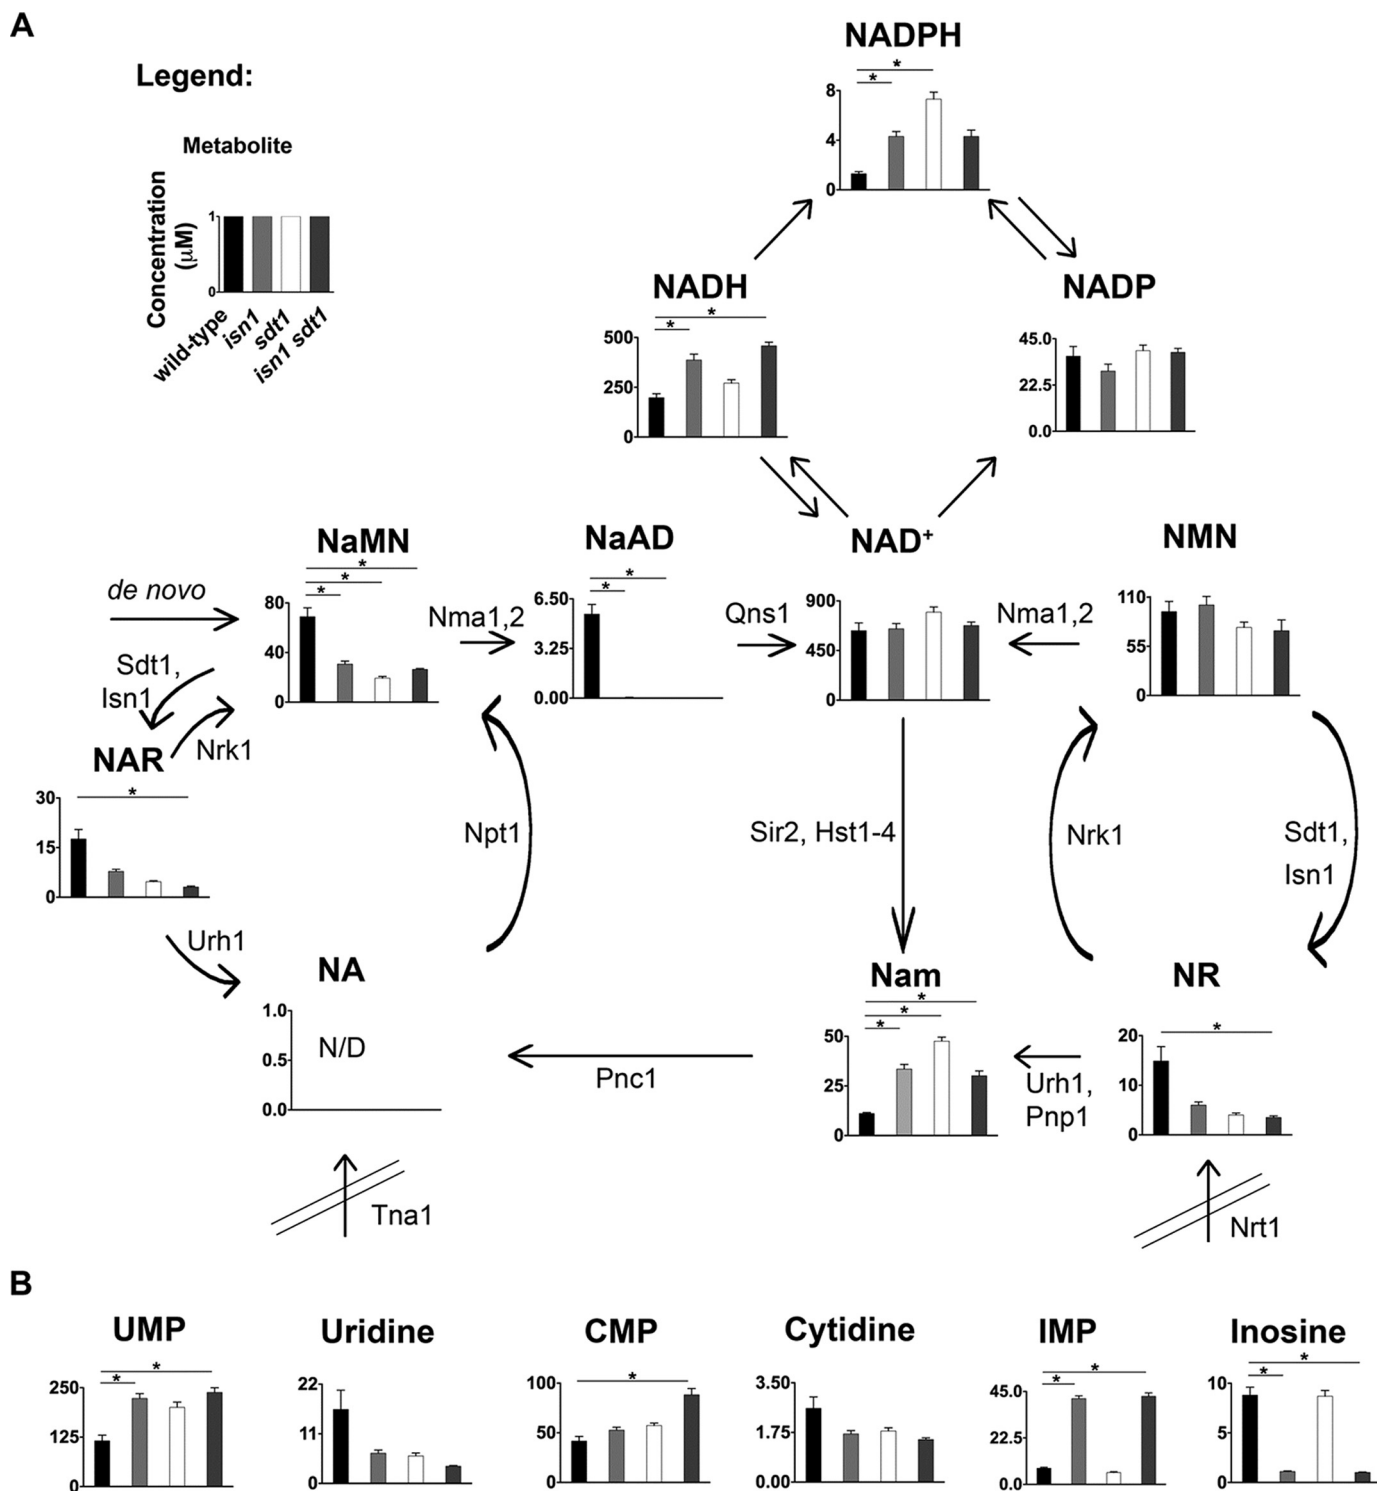 A
Legend:
Metabolite
Concentration
(µM)
1
0
wild-type
isn1
sdt1
isn1 sdt1
NADPH
*
*
8
4
0
NADH
*
*
500
250
0
NADP
45.0
22.5
0.0
de novo
NaMN
*
*
*
80
40
0
Nma1,2
NaAD
*
*
6.50
3.25
0.00
Qns1
NAD+
900
450
0
Nma1,2
NMN
110
55
0
Sdt1,
Isn1
Nrk1
NAR
*
30
15
0
Urh1
Npt1
Sir2, Hst1-4
Nrk1
Sdt1,
Isn1
NA
1.0
0.5
0.0
N/D
Pnc1
Nam
*
*
*
50
25
0
Urh1,
Pnp1
NR
*
20
10
0
Tna1
Nrt1
B
UMP
*
*
250
125
0
Uridine
22
11
0
CMP
*
100
50
0
Cytidine
3.50
1.75
0.00
IMP
*
*
45.0
22.5
0.0
Inosine
*
*
10
5
0